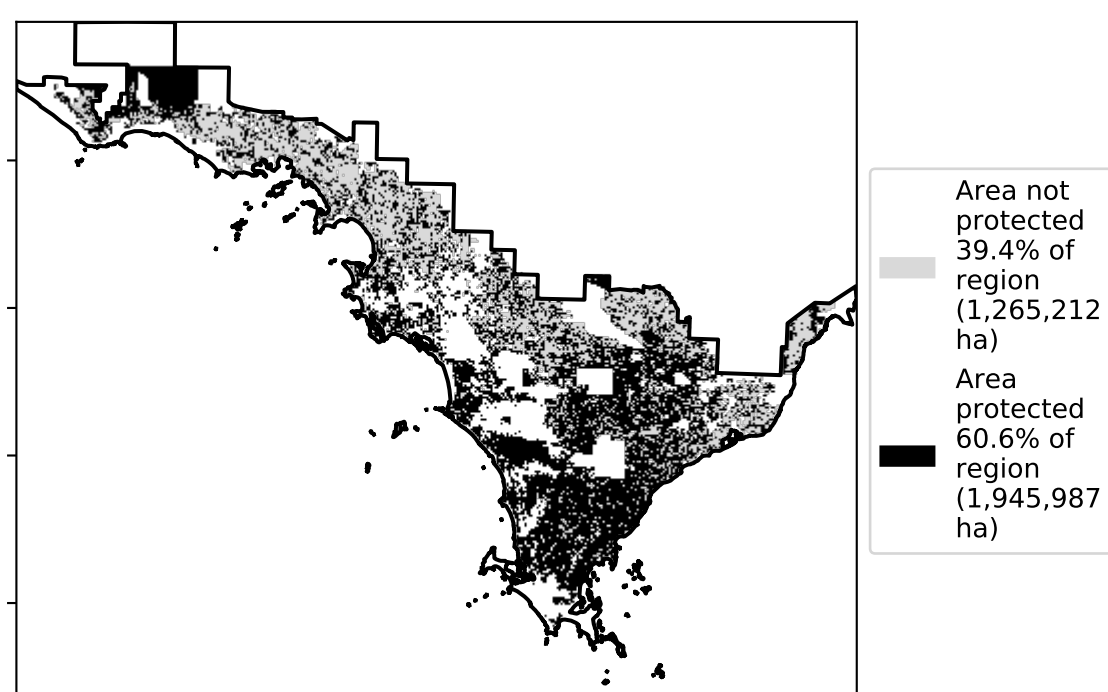 Area not
protected
39.4% of
region
(1,265,212
ha)
Area
protected
60.6% of
region
(1,945,987
ha)